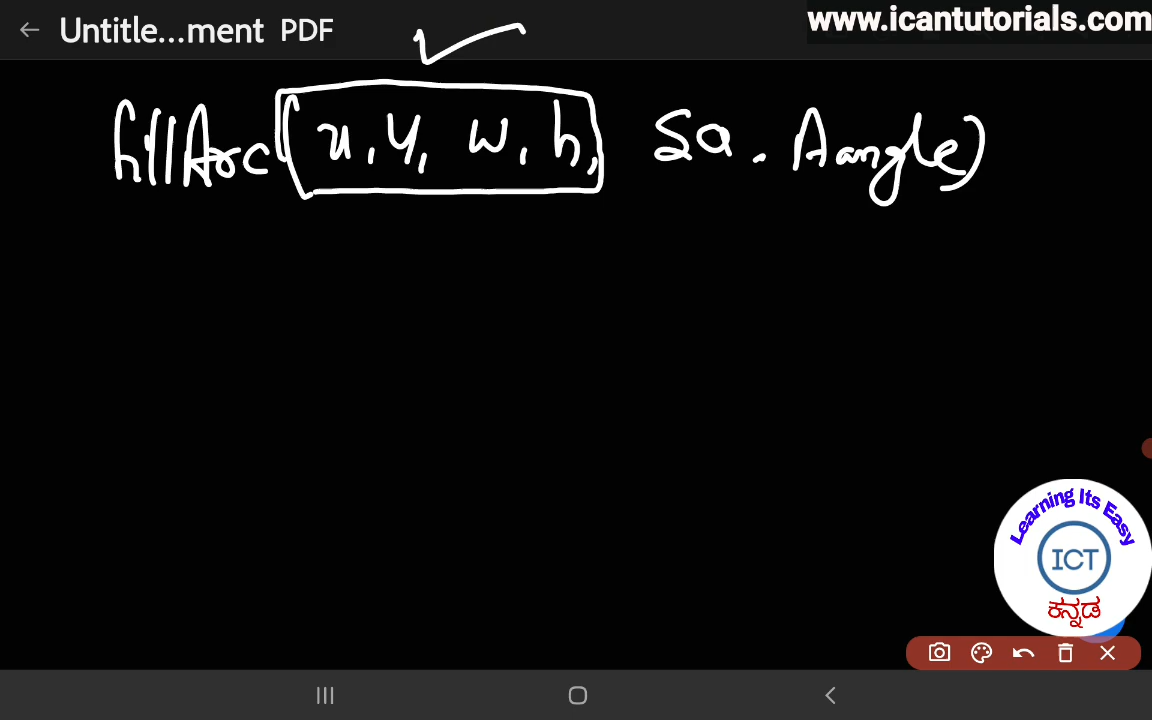 Untitle...ment PDF
www.icantutorials.com
fillArc(x, y, w, h, Sa. Aangle)
Learning Its Easy
ICT
ಕನ್ನಡ